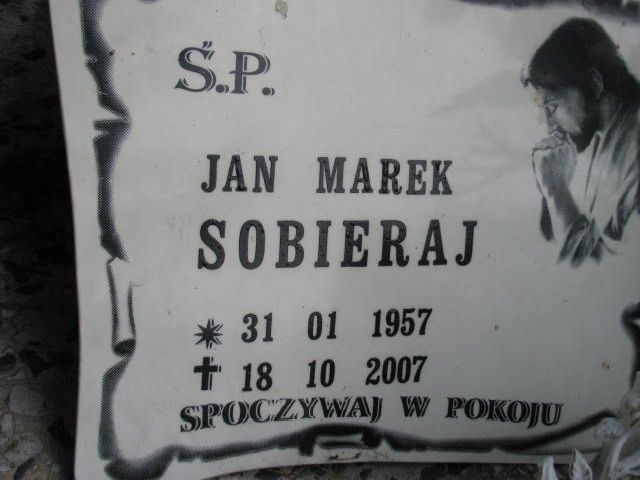 Ś.P.
JAN MAREK
SOBIERAJ
31 01 1957
18 10 2007
SPOCZYWAJ W POKOJU